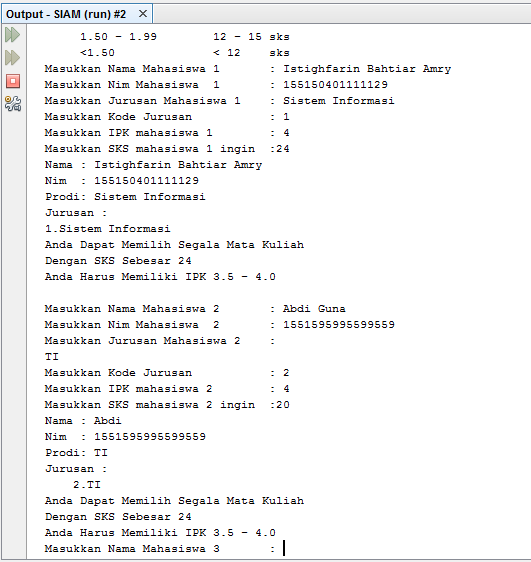 Output - SIAM (run) #2 ×
1.50 - 1.99 12 - 15 sks
<1.50 < 12 sks
Masukkan Nama Mahasiswa 1 : Istighfarin Bahtiar Amry
Masukkan Nim Mahasiswa 1 : 155150401111129
Masukkan Jurusan Mahasiswa 1 : Sistem Informasi
Masukkan Kode Jurusan : 1
Masukkan IPK mahasiswa 1 : 4
Masukkan SKS mahasiswa 1 ingin :24
Nama : Istighfarin Bahtiar Amry
Nim : 155150401111129
Prodi: Sistem Informasi
Jurusan :
1.Sistem Informasi
Anda Dapat Memilih Segala Mata Kuliah
Dengan SKS Sebesar 24
Anda Harus Memiliki IPK 3.5 - 4.0
Masukkan Nama Mahasiswa 2 : Abdi Guna
Masukkan Nim Mahasiswa 2 : 1551595995599559
Masukkan Jurusan Mahasiswa 2 :
TI
Masukkan Kode Jurusan : 2
Masukkan IPK mahasiswa 2 : 4
Masukkan SKS mahasiswa 2 ingin :20
Nama : Abdi
Nim : 1551595995599559
Prodi: TI
Jurusan :
2.TI
Anda Dapat Memilih Segala Mata Kuliah
Dengan SKS Sebesar 24
Anda Harus Memiliki IPK 3.5 - 4.0
Masukkan Nama Mahasiswa 3 :